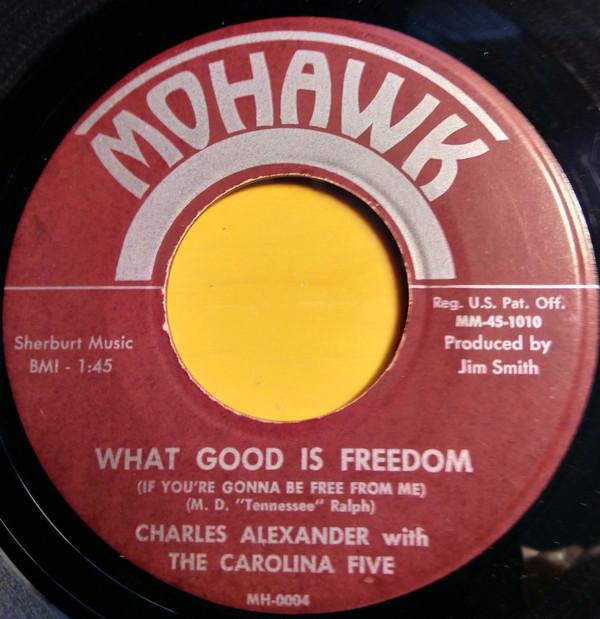 MOHAWK
Reg. U.S. Pat. Off.
MM-45-1010
Produced by
Jim Smith
Sherburt Music
BMI - 1:45
WHAT GOOD IS FREEDOM
(IF YOU'RE GONNA BE FREE FROM ME)
(M. D. "Tennessee" Ralph)
CHARLES ALEXANDER with
THE CAROLINA FIVE
MH-0004